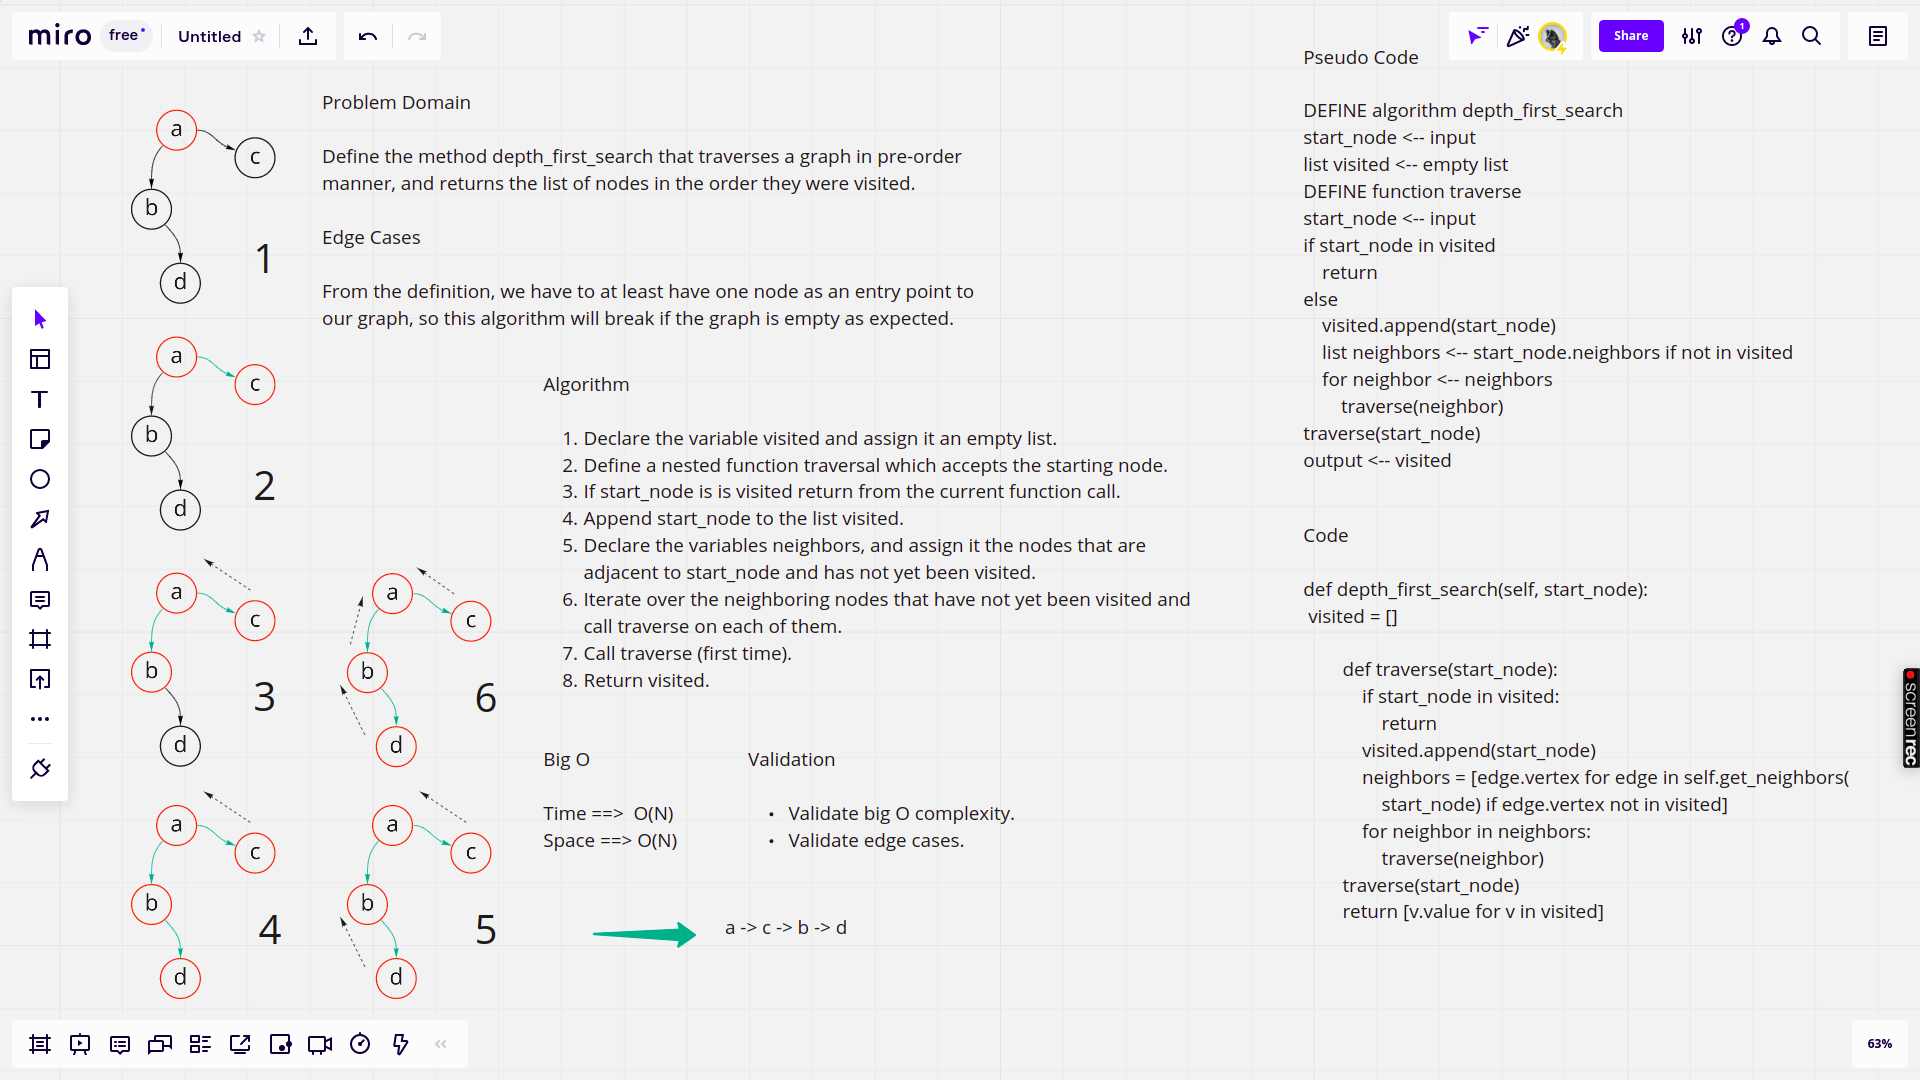 miro
free
Untitled
Share
1
Problem Domain
Define the method depth_first_search that traverses a graph in pre-order
manner, and returns the list of nodes in the order they were visited.
Edge Cases
From the definition, we have to at least have one node as an entry point to
our graph, so this algorithm will break if the graph is empty as expected.
a
c
b
d
1
a
c
b
d
2
a
c
b
d
3
a
c
b
d
6
a
c
b
d
4
a
c
b
d
5
Algorithm
1. Declare the variable visited and assign it an empty list.
2. Define a nested function traversal which accepts the starting node.
3. If start_node is is visited return from the current function call.
4. Append start_node to the list visited.
5. Declare the variables neighbors, and assign it the nodes that are
adjacent to start_node and has not yet been visited.
6. Iterate over the neighboring nodes that have not yet been visited and
call traverse on each of them.
7. Call traverse (first time).
8. Return visited.
Big O
Time ==> O(N)
Space ==> O(N)
Validation
• Validate big O complexity.
• Validate edge cases.
a -> c -> b -> d
Pseudo Code
DEFINE algorithm depth_first_search
start_node <-- input
list visited <-- empty list
DEFINE function traverse
start_node <-- input
if start_node in visited
return
else
visited.append(start_node)
list neighbors <-- start_node.neighbors if not in visited
for neighbor <-- neighbors
traverse(neighbor)
traverse(start_node)
output <-- visited
Code
def depth_first_search(self, start_node):
visited = []
def traverse(start_node):
if start_node in visited:
return
visited.append(start_node)
neighbors = [edge.vertex for edge in self.get_neighbors(
start_node) if edge.vertex not in visited]
for neighbor in neighbors:
traverse(neighbor)
traverse(start_node)
return [v.value for v in visited]
screenrec
63%